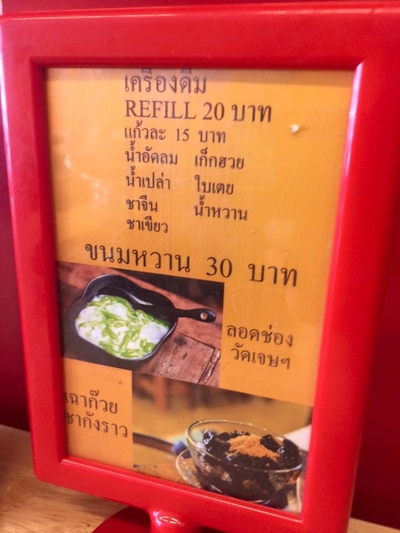 เครื่องดื่ม
REFILL 20 บาท
แก้วละ 15 บาท
น้ำอัดลม เก็กฮวย
น้ำเปล่า ใบเตย
ชาจีน น้ำหวาน
ชาเขียว
ขนมหวาน 30 บาท
ลอดช่อง
วัดเจษฯ
เฉาก๊วย
ชากังราว